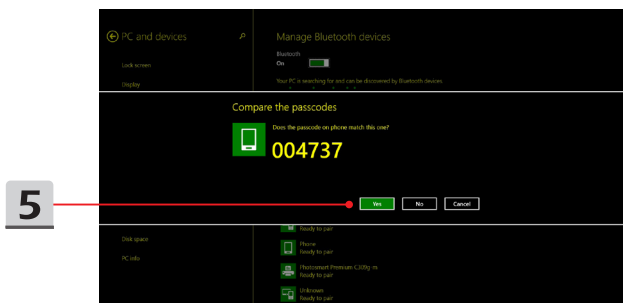 PC and devices
Lock screen
Display
Manage Bluetooth devices
Bluetooth
On
Your PC is searching for and can be discovered by Bluetooth devices.
Compare the passcodes
Does the passcode on phone match this one?
004737
5
Yes
No
Cancel
Disk space
PC info
Ready to pair
Phone
Ready to pair
Photosmart Premium C309g-m
Ready to pair
Unknown
Ready to pair